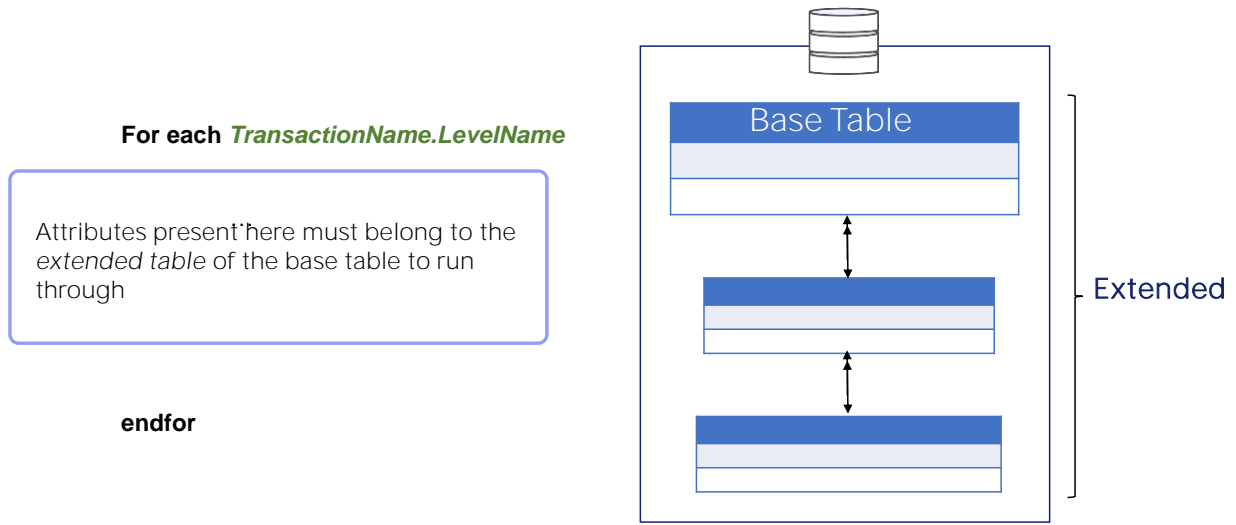 Base Table
For each TransactionName.LevelName
Attributes present here must belong to the
extended table of the base table to run
through
Extended
endfor